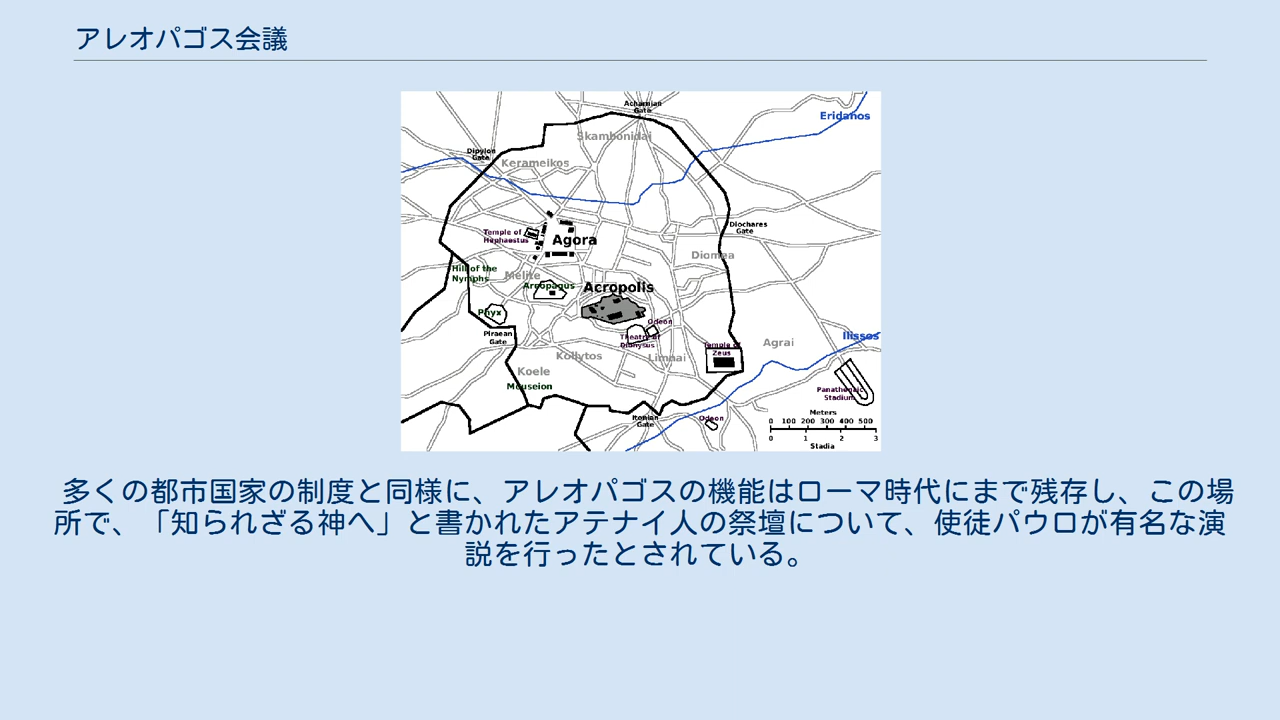 アレオパゴス会議
Acharnian
Gate
Eridanos
Skambonidai
Dipylon
Gate
Kerameikos
Diochares
Gate
Temple of
Hephaestus
Agora
Diomea
Hill of the
Nymphs
Melite
Areopagus
Acropolis
Pnyx
Odeon
Piraean
Gate
Theatre of
Dionysus
Ilissos
Temple of
Zeus
Agrai
Kollytos
Limnai
Koele
Mouseion
Panathenaic
Stadium
Itonian
Gate
Odeon
Meters
0 100 200 300 400 500
0 1 2 3
Stadia
多くの都市国家の制度と同様に、アレオパゴスの機能はローマ時代にまで残存し、この場
所で、「知られざる神へ」と書かれたアテナイ人の祭壇について、使徒パウロが有名な演
説を行ったとされている。